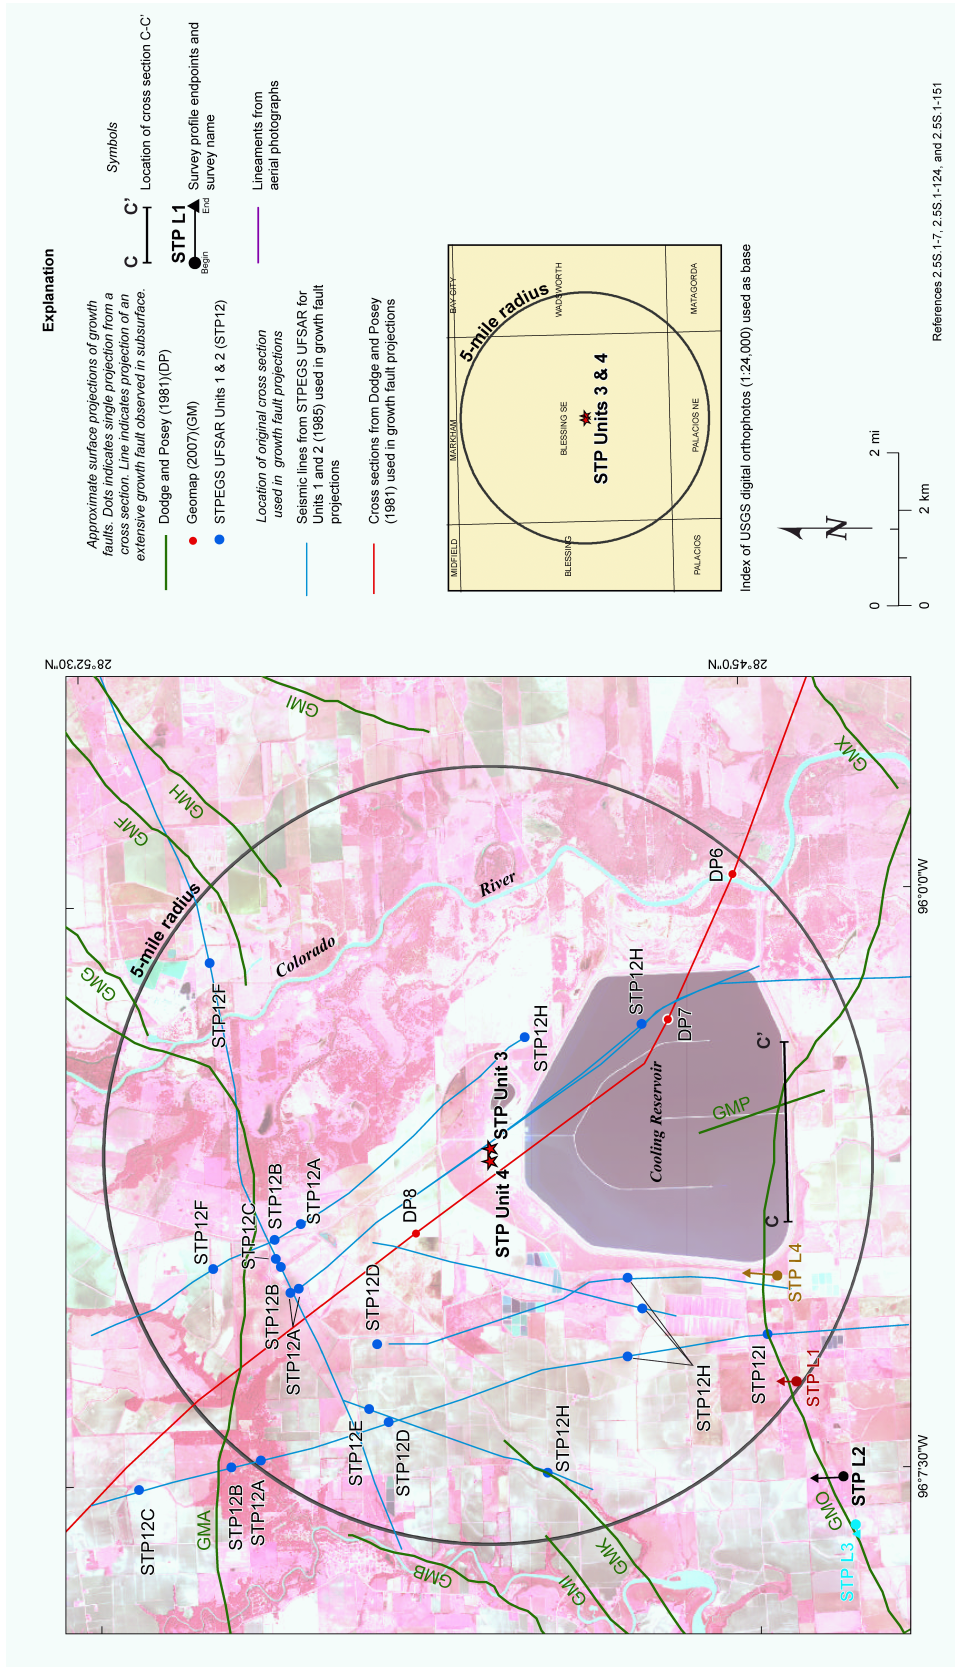 Explanation
Approximate surface projections of growth
faults. Dots indicates single projection from a
cross section. Line indicates projection of an
extensive growth fault observed in subsurface.
Dodge and Posey (1981)(DP)
Geomap (2007)(GM)
STPEGS UFSAR Units 1 & 2 (STP12)
Location of original cross section
used in growth fault projections
Seismic lines from STPEGS UFSAR for
Units 1 and 2 (1985) used in growth fault
projections
Cross sections from Dodge and Posey
(1981) used in growth fault projections
Symbols
C C'
Location of cross section C-C'
STP L1
Begin End
Survey profile endpoints and
survey name
Lineaments from
aerial photographs
MIDFIELD
MARKHAM
BAY CITY
5-mile radius
BLESSING
BLESSING SE
WADSWORTH
STP Units 3 & 4
PALACIOS
PALACIOS NE
MATAGORDA
Index of USGS digital orthophotos (1:24,000) used as base
N
0 2 mi
0 2 km
References 2.5S.1-7, 2.5S.1-124, and 2.5S.1-151
28°52'30"N
28°45'0"N
96°7'30"W
96°0'0"W
5-mile radius
GMG
GMF
GMH
GMI
STP12C
STP12F
STP12F
GMA
STP12B
STP12A
STP12C
STP12B
STP12B
STP12A
STP12A
Colorado
River
STP12E
STP12D
STP12D
DP8
GMB
STP Unit 4
STP Unit 3
STP12H
STP12H
GMI
GMK
STP12H
STP12H
DP7
DP6
Cooling Reservoir
GMP
STP12I
STP L1
STP L4
C
C'
GMX
GMO
STP L2
STP L3